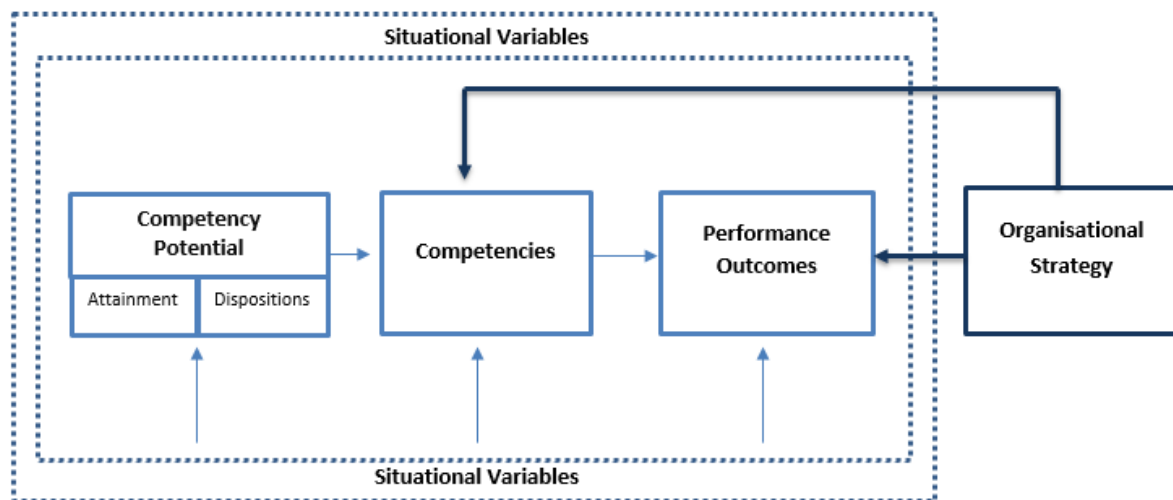 Situational Variables
Competency
Potential
Attainment
Dispositions
Competencies
Performance
Outcomes
Organisational
Strategy
Situational Variables